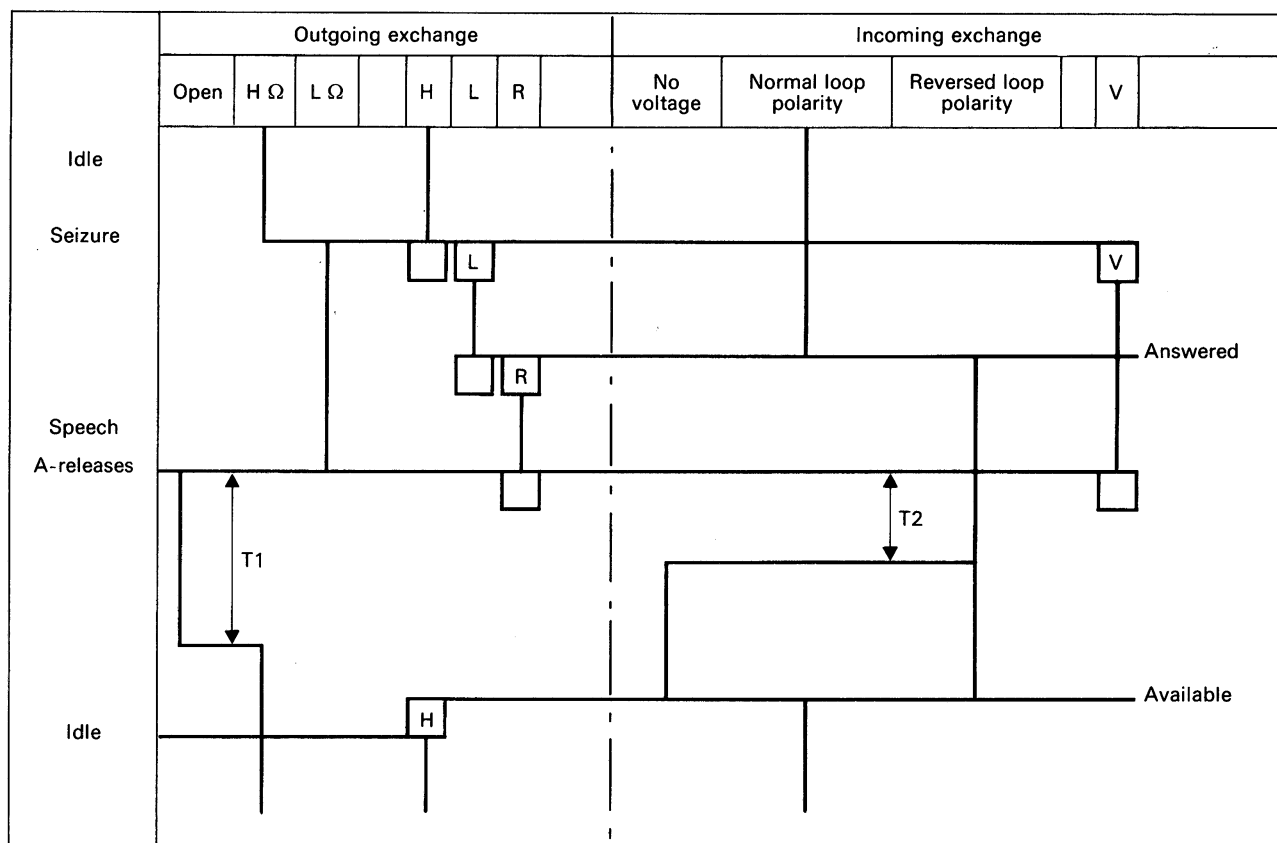 Outgoing exchange Incoming exchange
Open H Ω L Ω H L R No voltage Normal loop polarity Reversed loop polarity V
Idle
Seizure
L V
Answered
R
Speech
A-releases
T2
T1
Available
H
Idle